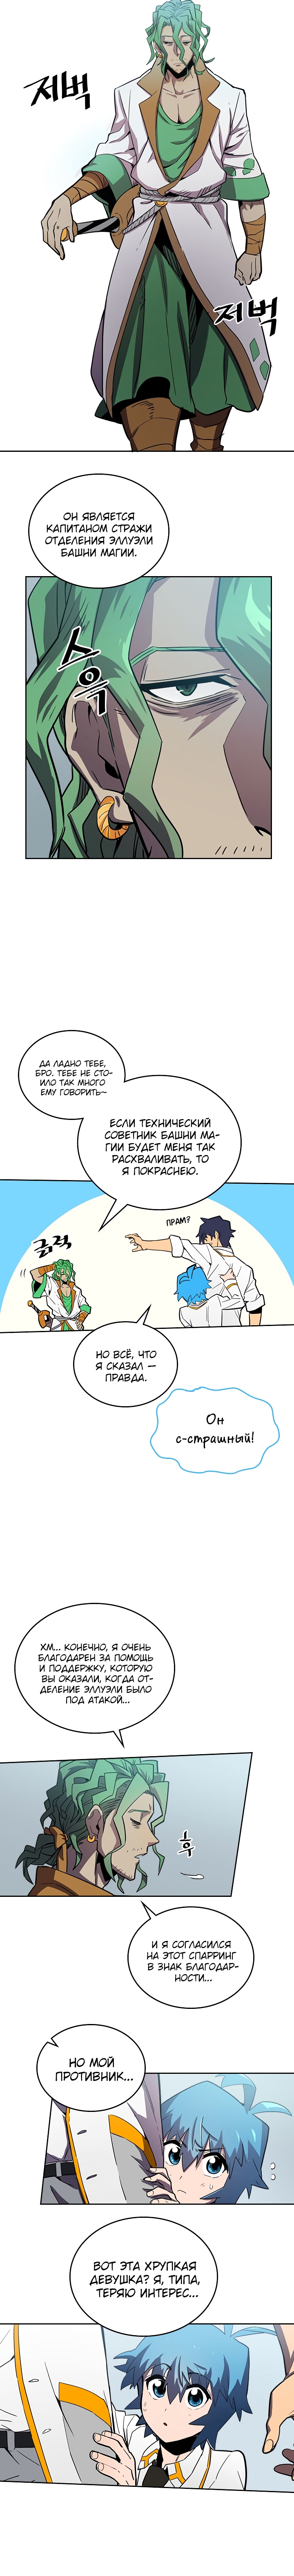 저벅
저벅
ОН ЯВЛЯЕТСЯ
КАПИТАНОМ СТРАЖИ
ОТДЕЛЕНИЯ ЭЛЛУЭЛИ
БАШНИ МАГИИ.
스윽
ДА ЛАДНО ТЕБЕ,
БРО. ТЕБЕ НЕ СТО-
ИЛО ТАК МНОГО
ЕМУ ГОВОРИТЬ~
ЕСЛИ ТЕХНИЧЕСКИЙ
СОВЕТНИК БАШНИ МА-
ГИИ БУДЕТ МЕНЯ ТАК
РАСХВАЛИВАТЬ, ТО
Я ПОКРАСНЕЮ.
ПРАМ?
긁적
НО ВСЁ, ЧТО
Я СКАЗАЛ —
ПРАВДА.
Он
с-страшный!
ХМ... КОНЕЧНО, Я ОЧЕНЬ
БЛАГОДАРЕН ЗА ПОМОЩЬ
И ПОДДЕРЖКУ, КОТОРУЮ
ВЫ ОКАЗАЛИ, КОГДА ОТ-
ДЕЛЕНИЕ ЭЛЛУЭЛИ БЫЛО
ПОД АТАКОЙ...
후
И Я СОГЛАСИЛСЯ
НА ЭТОТ СПАРРИНГ
В ЗНАК БЛАГОДАР-
НОСТИ...
НО МОЙ
ПРОТИВНИК...
ВОТ ЭТА ХРУПКАЯ
ДЕВУШКА? Я, ТИПА,
ТЕРЯЮ ИНТЕРЕС...